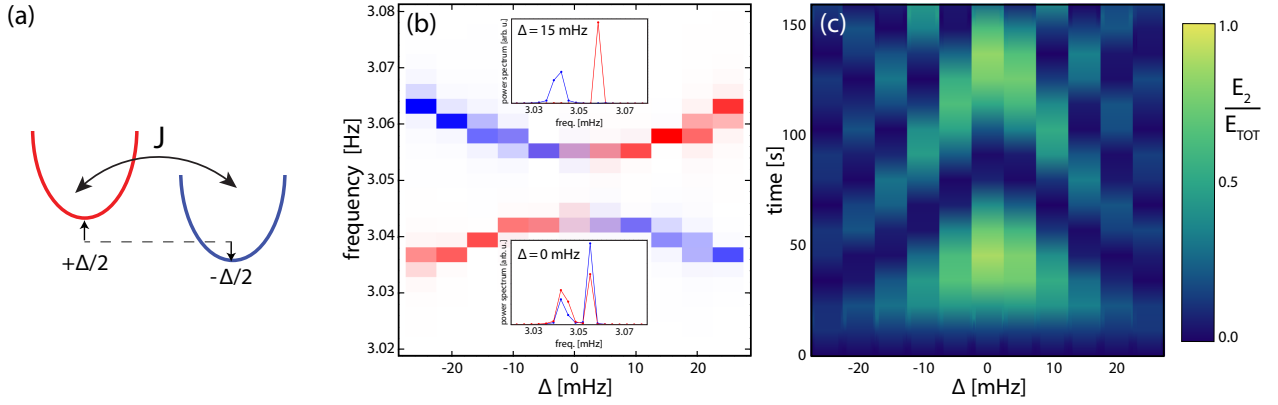 (a)
J
+Δ/2
-Δ/2
(b)
frequency [Hz]
3.08
3.07
3.06
3.05
3.04
3.03
3.02
-20
-10
0
10
20
Δ [mHz]
Δ = 15 mHz
power spectrum [arb. u.]
3.03
3.05
3.07
freq. [mHz]
Δ = 0 mHz
power spectrum [arb. u.]
3.03
3.05
3.07
freq. [mHz]
(c)
time [s]
150
100
50
0
-20
-10
0
10
20
Δ [mHz]
1.0
0.5
0.0
E2
ETOT